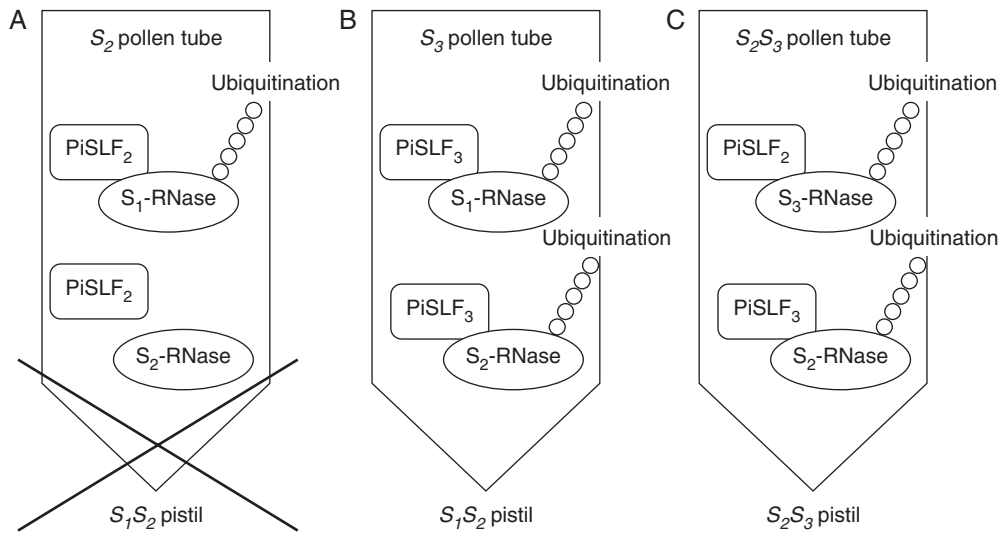 A
S2 pollen tube
Ubiquitination
PiSLF2
S1-RNase
PiSLF2
S2-RNase
S1S2 pistil
B
S3 pollen tube
Ubiquitination
PiSLF3
S1-RNase
Ubiquitination
PiSLF3
S2-RNase
S1S2 pistil
C
S2S3 pollen tube
Ubiquitination
PiSLF2
S3-RNase
Ubiquitination
PiSLF3
S2-RNase
S2S3 pistil